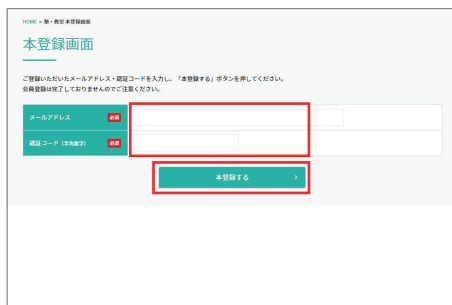 HOME > 塾・教室 本登録画面
本登録画面
ご登録いただいたメールアドレス・認証コードを入力し、「本登録する」ボタンを押してください。
会員登録は完了しておりませんのでご注意ください。
メールアドレス 必須
認証コード（半角数字） 必須
本登録する